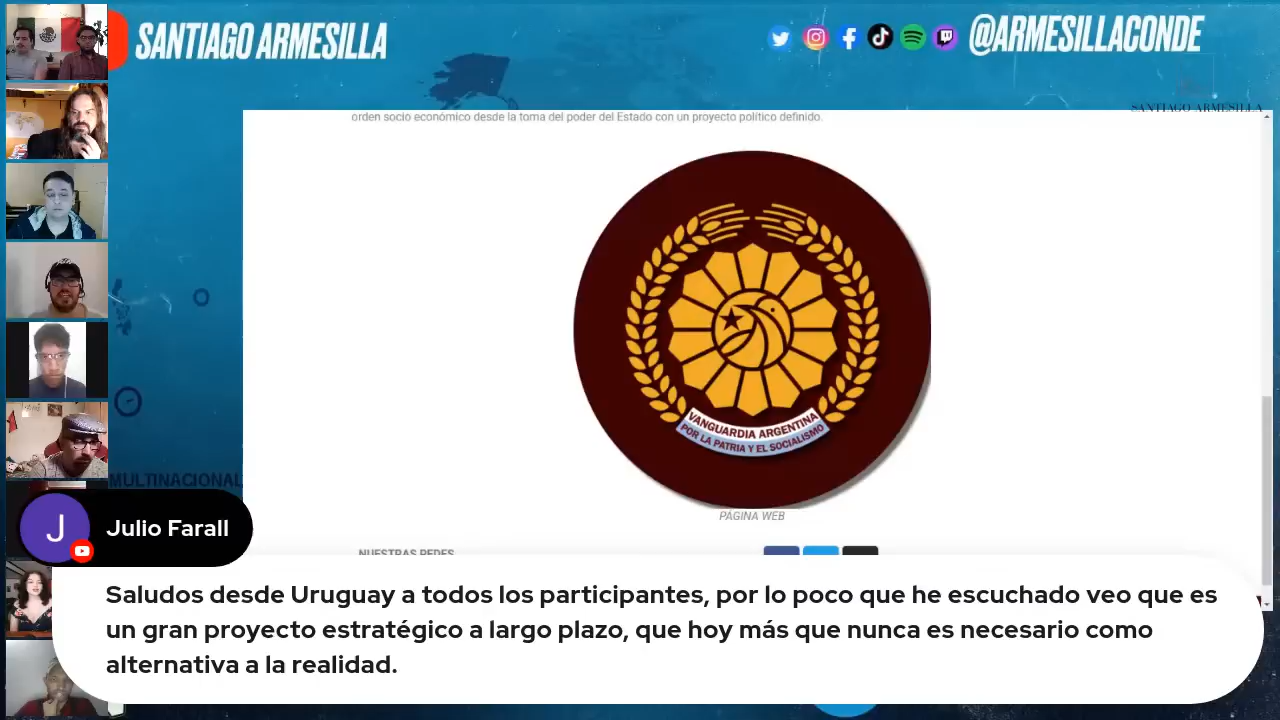 SANTIAGO ARMESILLA
@ARMESILLACONDE
SANTIAGO ARMESILLA
orden socio económico desde la toma del poder del Estado con un proyecto político definido.
VANGUARDIA ARGENTINA
POR LA PATRIA Y EL SOCIALISMO
MULTINACIONAL
PÁGINA WEB
J Julio Farall
NUESTRAS REDES
Saludos desde Uruguay a todos los participantes, por lo poco que he escuchado veo que es
un gran proyecto estratégico a largo plazo, que hoy más que nunca es necesario como
alternativa a la realidad.